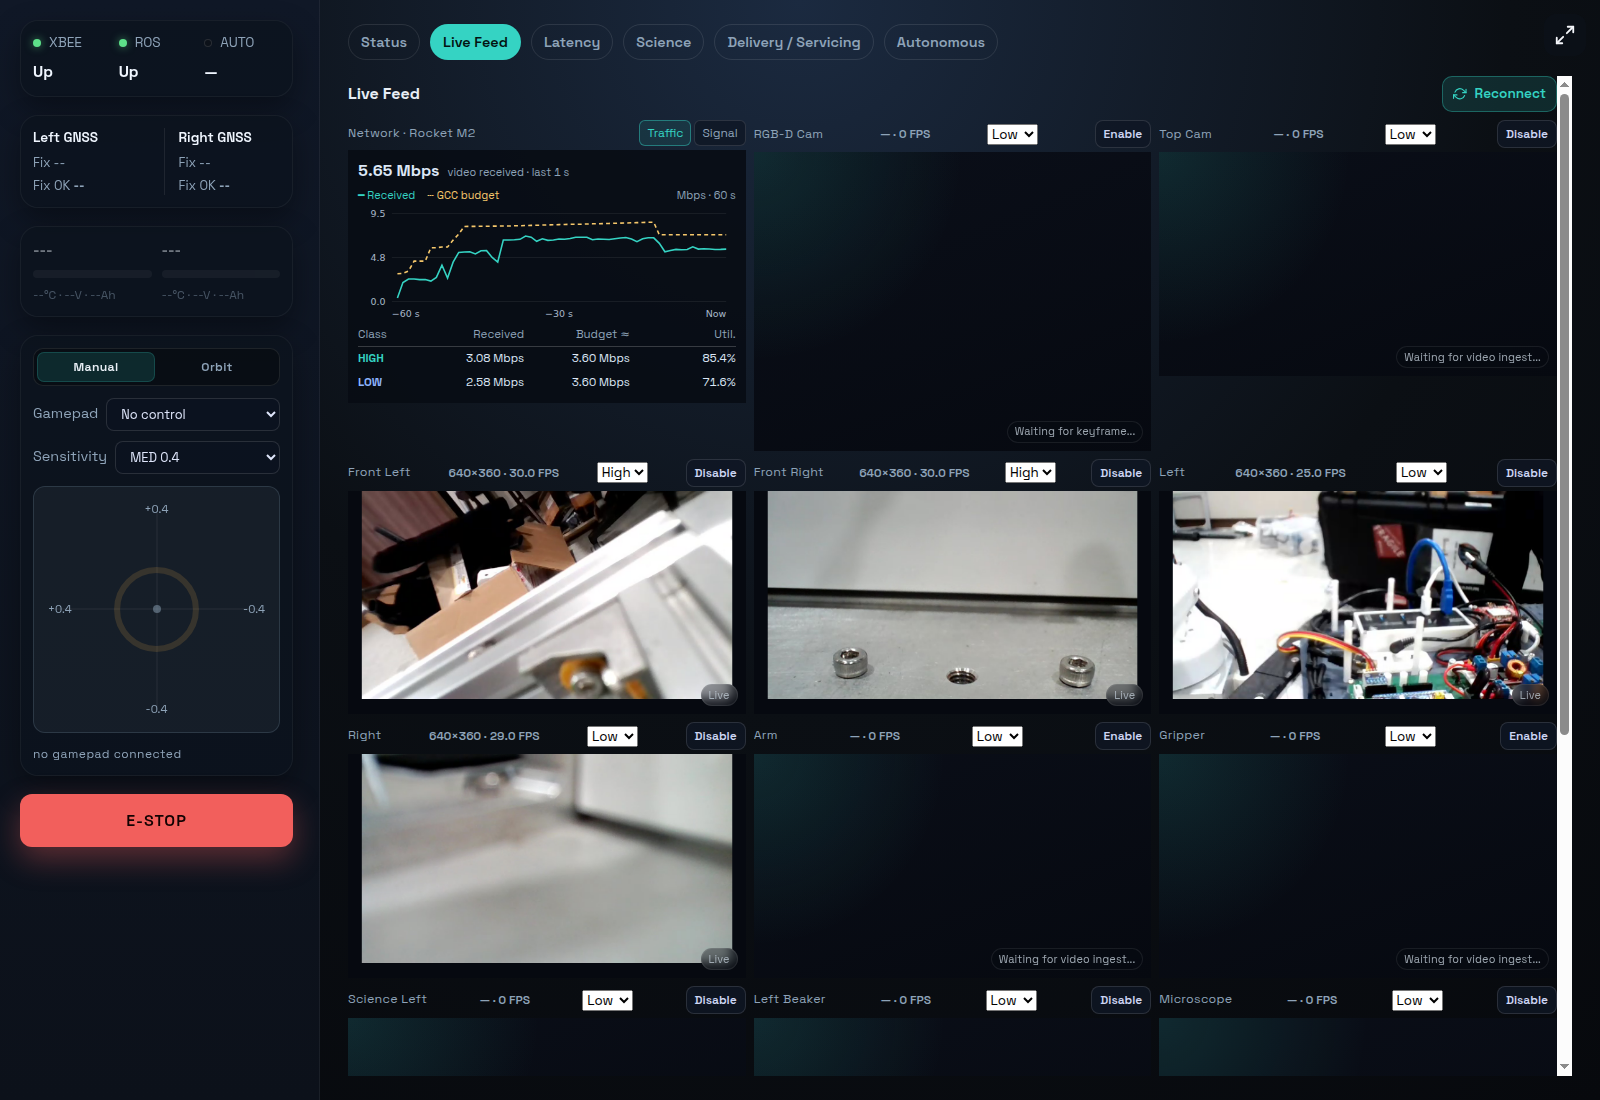 XBEE ROS AUTO
Up Up —
Left GNSS Right GNSS
Fix -- Fix --
Fix OK -- Fix OK --
--- ---
--°C · --V · --Ah --°C · --V · --Ah
Manual Orbit
Gamepad No control
Sensitivity MED 0.4
+0.4
+0.4 -0.4
-0.4
no gamepad connected
E-STOP
Status Live Feed Latency Science Delivery / Servicing Autonomous
Live Feed Reconnect
Network · Rocket M2 Traffic Signal
5.65 Mbps video received · last 1 s
Received GCC budget Mbps · 60 s
9.5
4.8
0.0
−60 s −30 s Now
Class Received Budget ≈ Util.
HIGH 3.08 Mbps 3.60 Mbps 85.4%
LOW 2.58 Mbps 3.60 Mbps 71.6%
RGB-D Cam — · 0 FPS Low Enable
Waiting for keyframe...
Top Cam — · 0 FPS Low Disable
Waiting for video ingest...
Front Left 640×360 · 30.0 FPS High Disable
Live
Front Right 640×360 · 30.0 FPS High Disable
Live
Left 640×360 · 25.0 FPS Low Disable
Live
Right 640×360 · 29.0 FPS Low Disable
Live
Arm — · 0 FPS Low Enable
Waiting for video ingest...
Gripper — · 0 FPS Low Enable
Waiting for video ingest...
Science Left — · 0 FPS Low Disable
Left Beaker — · 0 FPS Low Disable
Microscope — · 0 FPS Low Disable